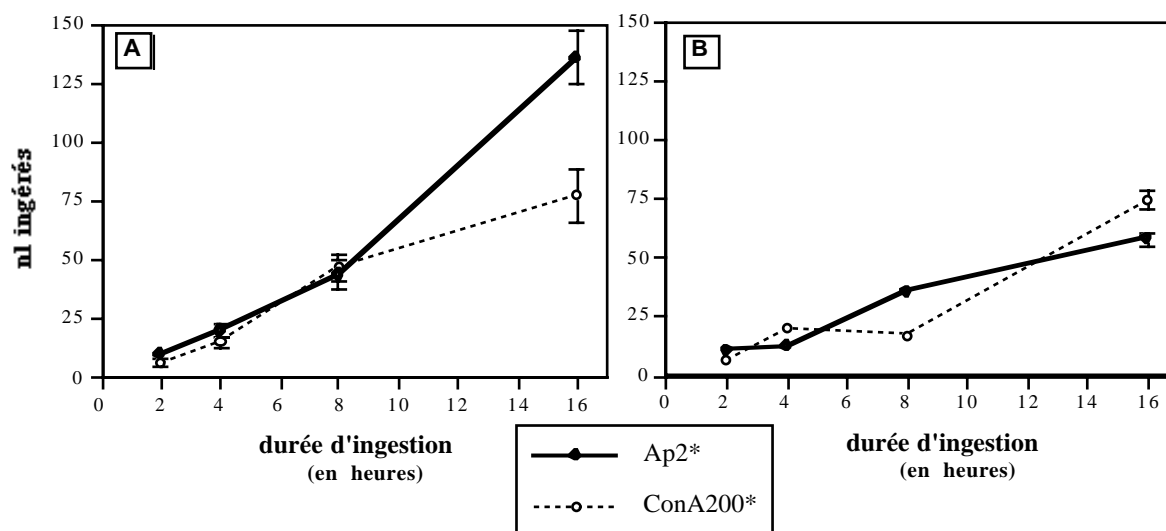 A
B
nl ingérés
150
125
100
75
50
25
0
0 2 4 6 8 10 12 14 16
durée d'ingestion
(en heures)
150
125
100
75
50
25
0
0 2 4 6 8 10 12 14 16
durée d'ingestion
(en heures)
Ap2*
ConA200*